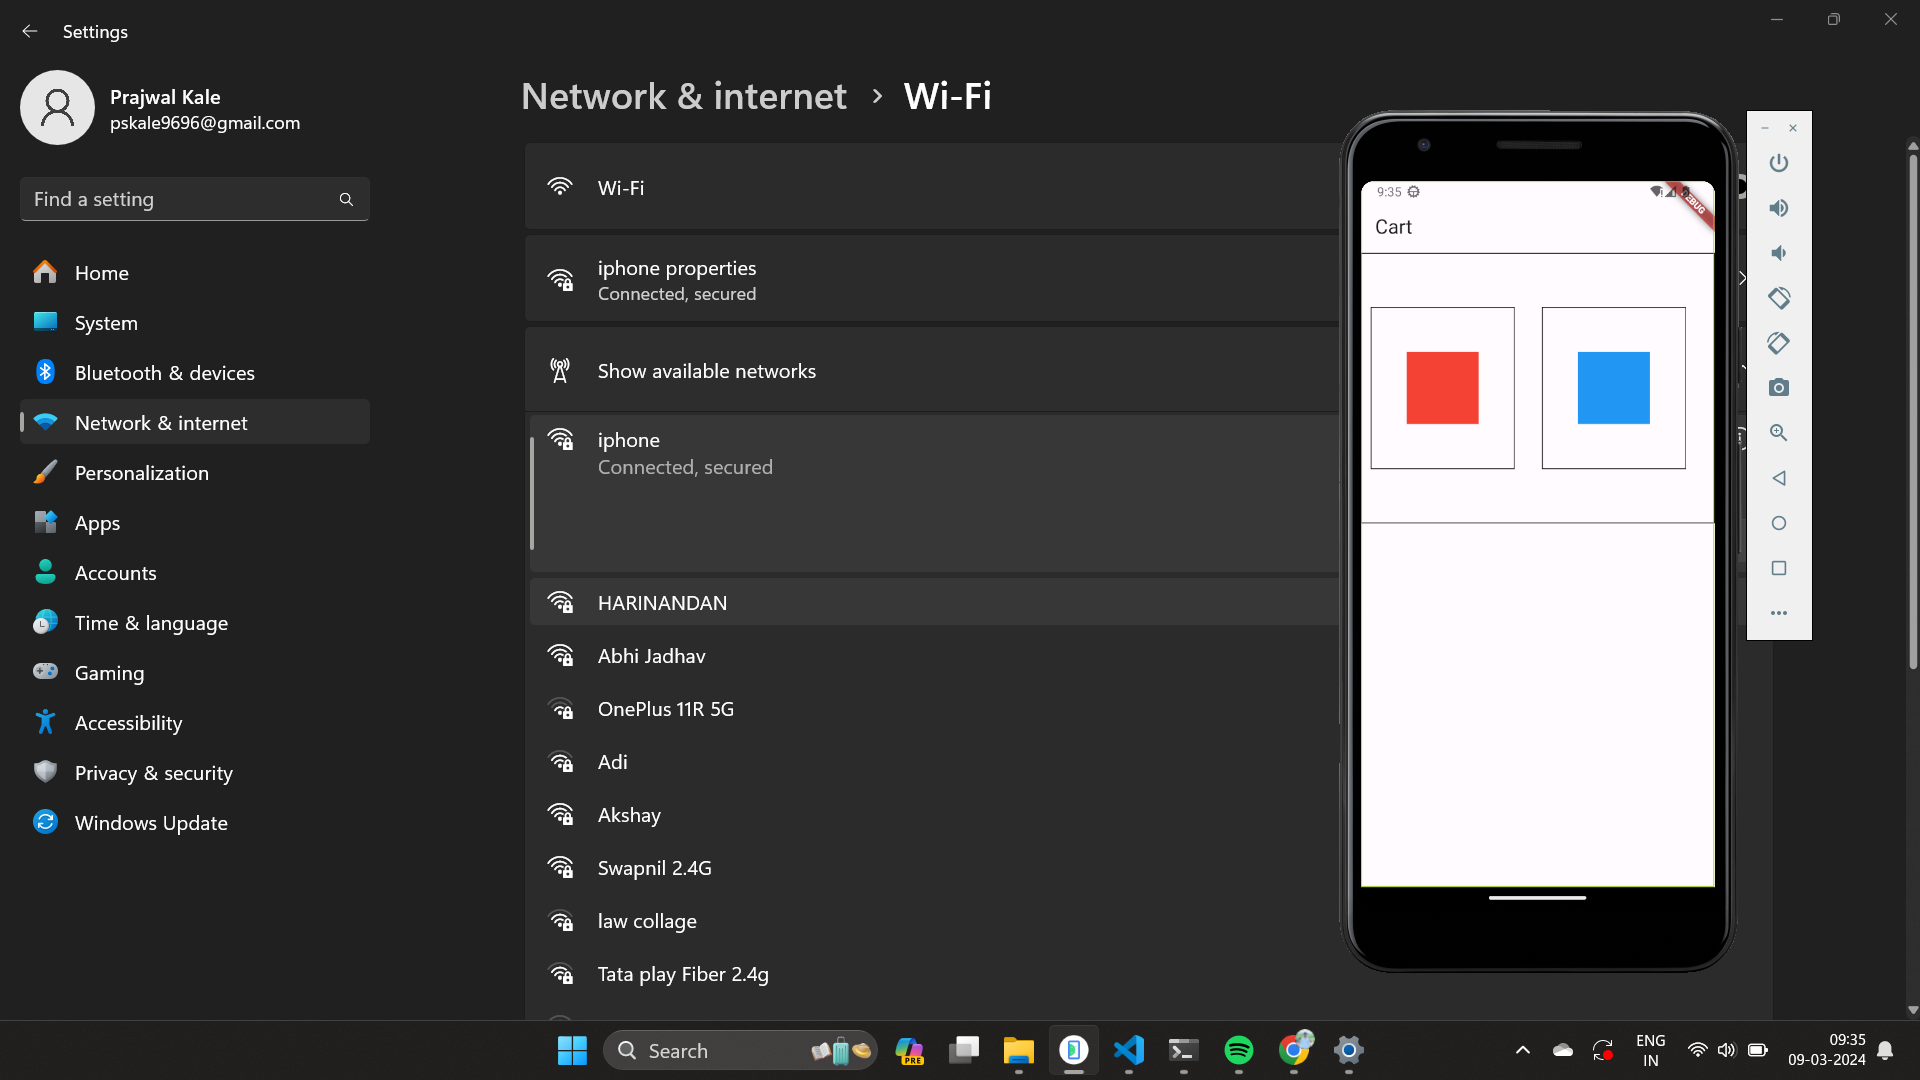 Settings
Prajwal Kale
pskale9696@gmail.com
Find a setting
Home
System
Bluetooth & devices
Network & internet
Personalization
Apps
Accounts
Time & language
Gaming
Accessibility
Privacy & security
Windows Update
Network & internet > Wi-Fi
Wi-Fi
iphone properties
Connected, secured
Show available networks
iphone
Connected, secured
HARINANDAN
Abhi Jadhav
OnePlus 11R 5G
Adi
Akshay
Swapnil 2.4G
law collage
Tata play Fiber 2.4g
9:35
Cart
Search
PRE
ENG
IN
09:35
09-03-2024